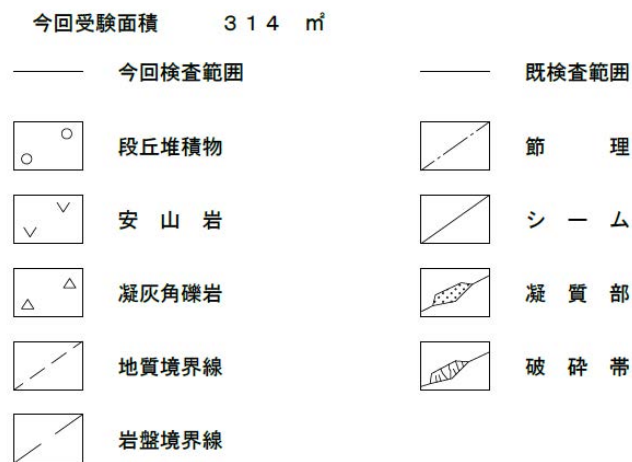 今回受験面積　３１４　㎡
今回検査範囲
既検査範囲
段丘堆積物
節　理
安　山　岩
シ　ー　ム
凝灰角礫岩
凝　質　部
地質境界線
破　砕　帯
岩盤境界線